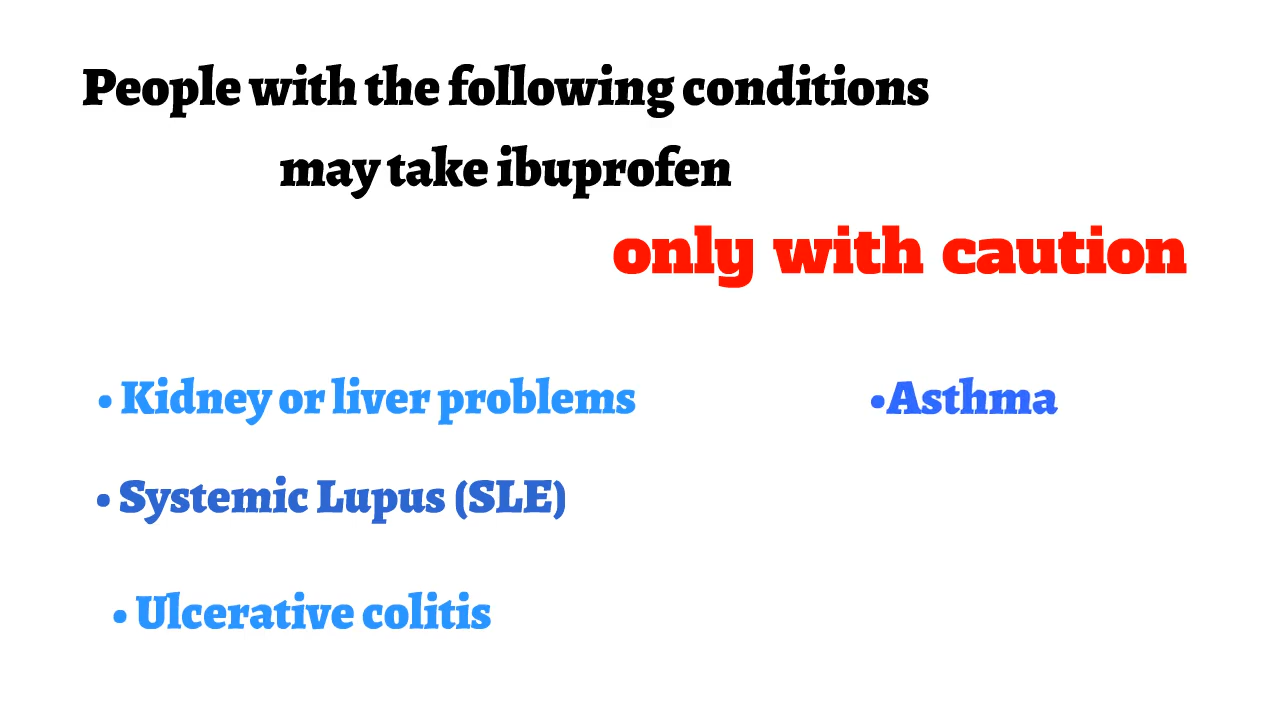 People with the following conditions
may take ibuprofen
only with caution
• Kidney or liver problems
•Asthma
• Systemic Lupus (SLE)
• Ulcerative colitis